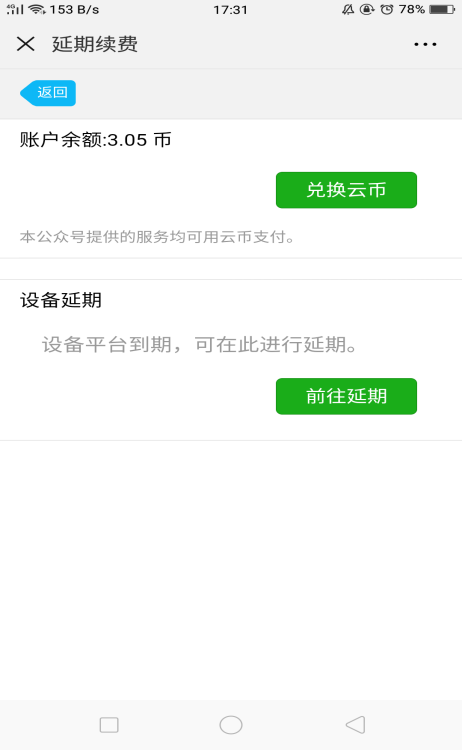 4G 153 B/s 17:31 78%
延期续费
返回
账户余额:3.05 币
兑换云币
本公众号提供的服务均可用云币支付。
设备延期
设备平台到期，可在此进行延期。
前往延期